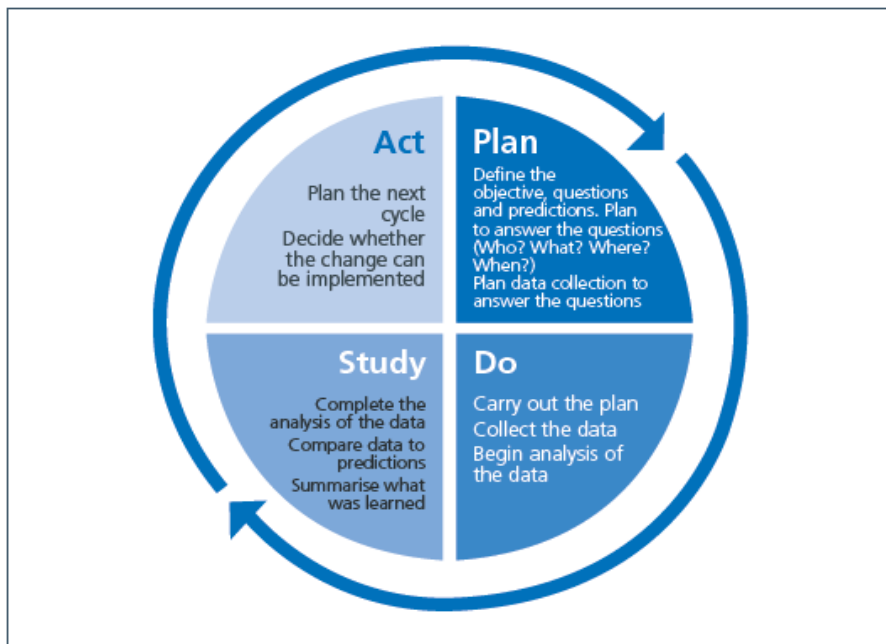 Act
Plan the next
cycle
Decide whether
the change can
be implemented
Plan
Define the
objective, questions
and predictions. Plan
to answer the questions
(Who? What? Where?
When?)
Plan data collection to
answer the questions
Study
Complete the
analysis of the data
Compare data to
predictions
Summarise what
was learned
Do
Carry out the plan
Collect the data
Begin analysis of
the data